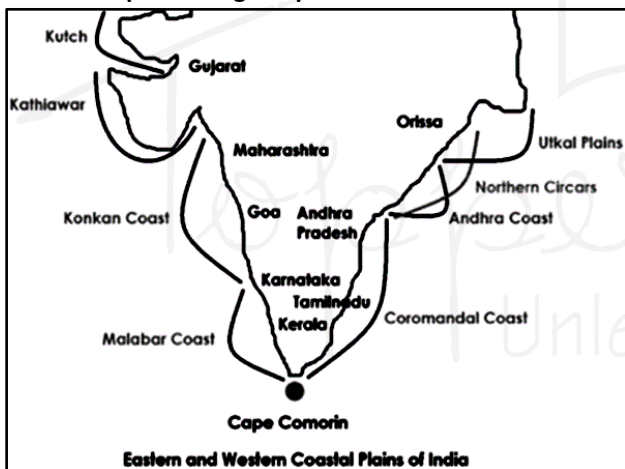 Kutch
Gujarat
Kathiawar
Orissa
Utkal Plains
Maharashtra
Northern Circars
Konkan Coast
Goa
Andhra
Pradesh
Andhra Coast
Karnataka
Tamilnadu
Kerala
Coromandal Coast
Malabar Coast
Cape Comorin
Eastern and Western Coastal Plains of India